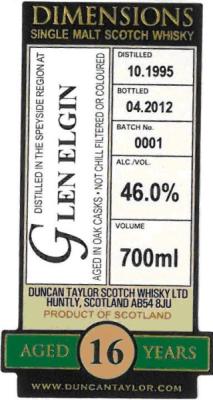 DIMENSIONS
SINGLE MALT SCOTCH WHISKY
DISTILLED IN THE SPEYSIDE REGION AT
GLEN ELGIN
AGED IN OAK CASKS • NOT CHILL FILTERED OR COLOURED
DISTILLED
10.1995
BOTTLED
04.2012
BATCH No.
0001
ALC./VOL.
46.0%
VOLUME
700ml
DUNCAN TAYLOR SCOTCH WHISKY LTD
HUNTLY, SCOTLAND AB54 8JU
PRODUCT OF SCOTLAND
AGED 16 YEARS
WWW.DUNCANTAYLOR.COM